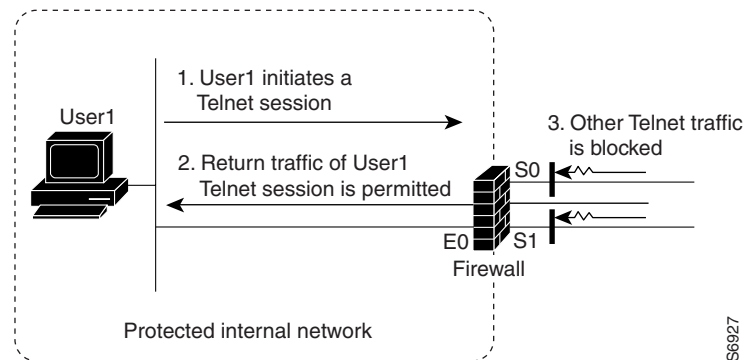 1. User1 initiates a
Telnet session
User1
3. Other Telnet traffic
is blocked
2. Return traffic of User1
Telnet session is permitted
S0
E0
S1
Firewall
Protected internal network
S6927